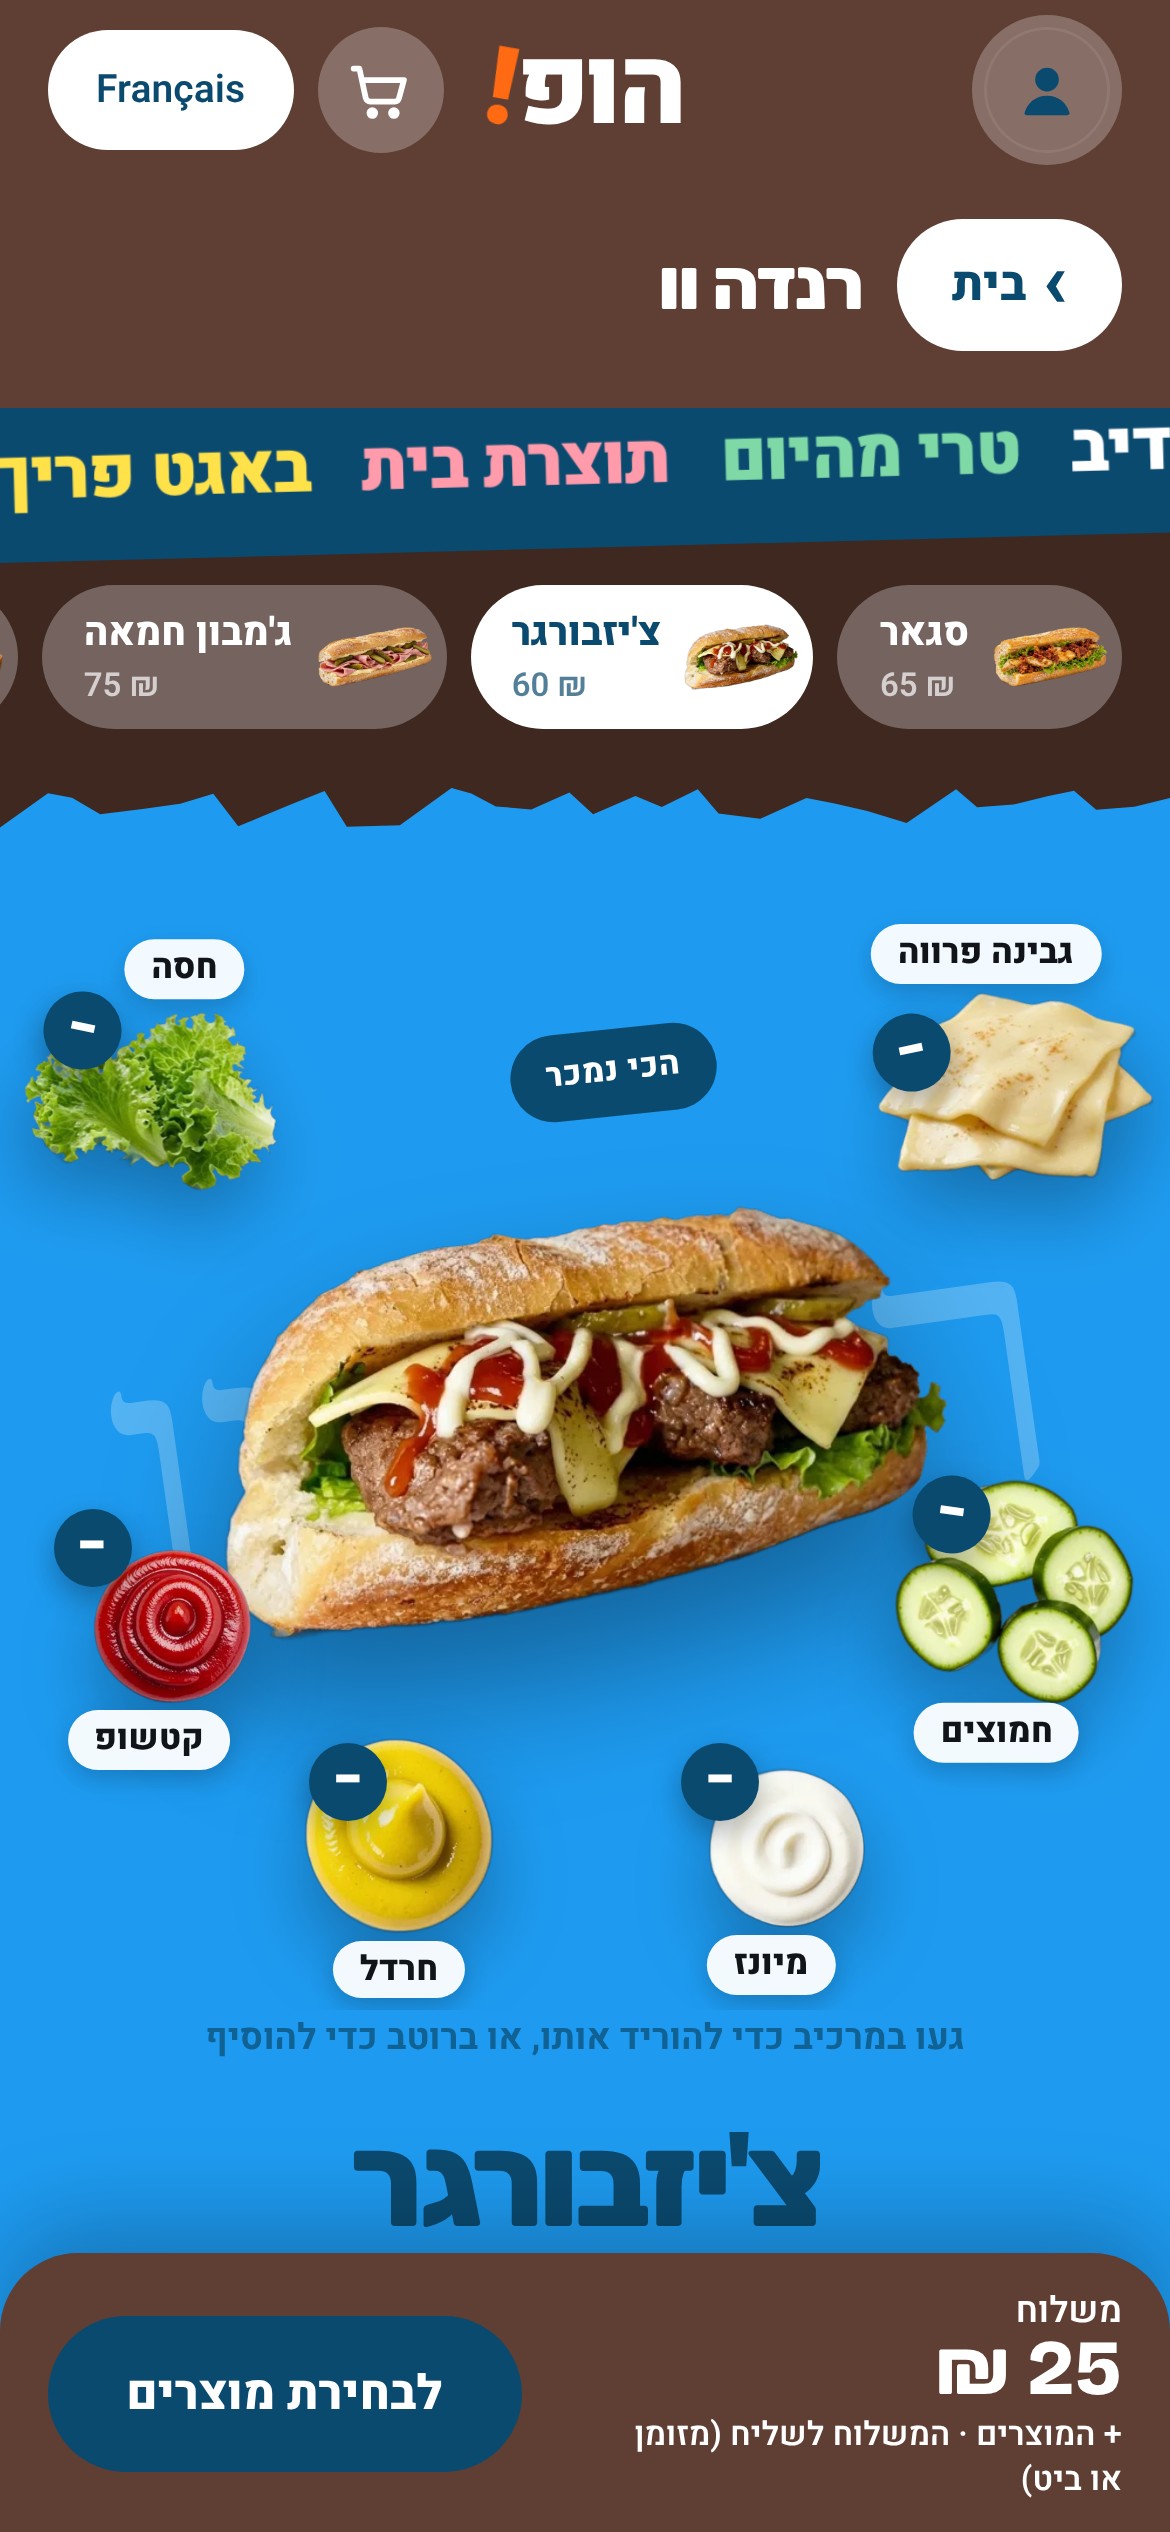 הופ!
Français
‹ בית
רנדה וו
דיב טרי מהיום תוצרת בית באגט פריך
סגאר
65 ₪
צ'יזבורגר
60 ₪
ג'מבון חמאה
75 ₪
גבינה פרווה
חסה
הכי נמכר
קטשופ
חמוצים
חרדל
מיונז
געו במרכיב כדי להוריד אותו, או ברוטב כדי להוסיף
צ'יזבורגר
משלוח
25 ₪
+ המוצרים · המשלוח לשליח (מזומן
או ביט)
לבחירת מוצרים